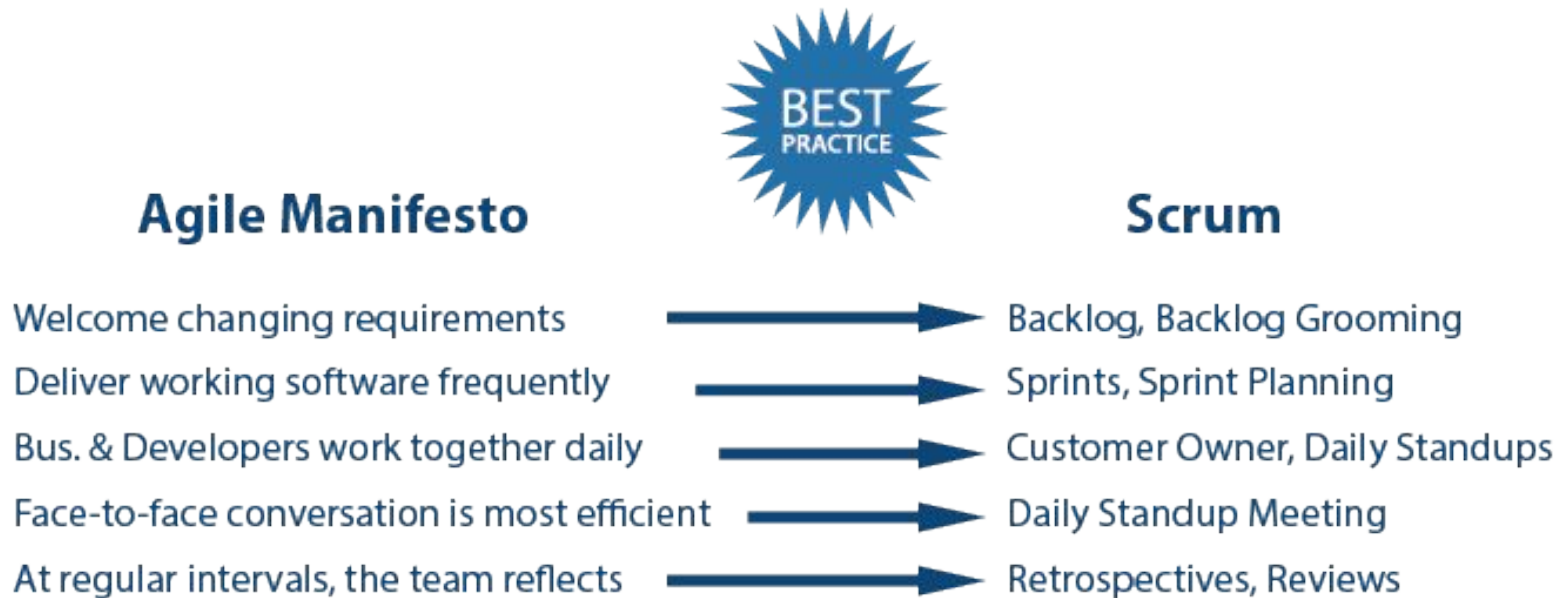 BEST
PRACTICE
Agile Manifesto
Scrum
Welcome changing requirements
Backlog, Backlog Grooming
Deliver working software frequently
Sprints, Sprint Planning
Bus. & Developers work together daily
Customer Owner, Daily Standups
Face-to-face conversation is most efficient
Daily Standup Meeting
At regular intervals, the team reflects
Retrospectives, Reviews